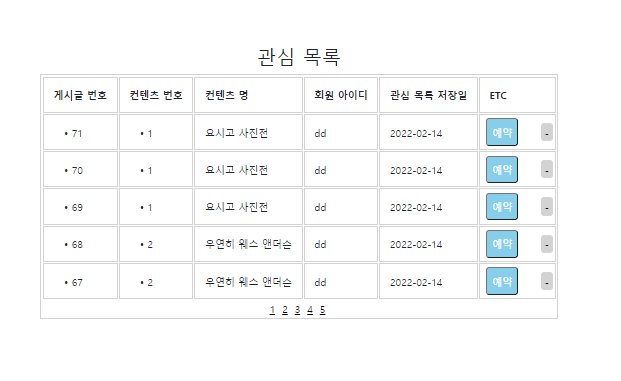 관심 목록
게시글 번호 컨텐츠 번호 컨텐츠 명 회원 아이디 관심 목록 저장일 ETC
• 71 • 1 요시고 사진전 dd 2022-02-14 예약 -
• 70 • 1 요시고 사진전 dd 2022-02-14 예약 -
• 69 • 1 요시고 사진전 dd 2022-02-14 예약 -
• 68 • 2 우연히 웨스 앤더슨 dd 2022-02-14 예약 -
• 67 • 2 우연히 웨스 앤더슨 dd 2022-02-14 예약 -
1 2 3 4 5